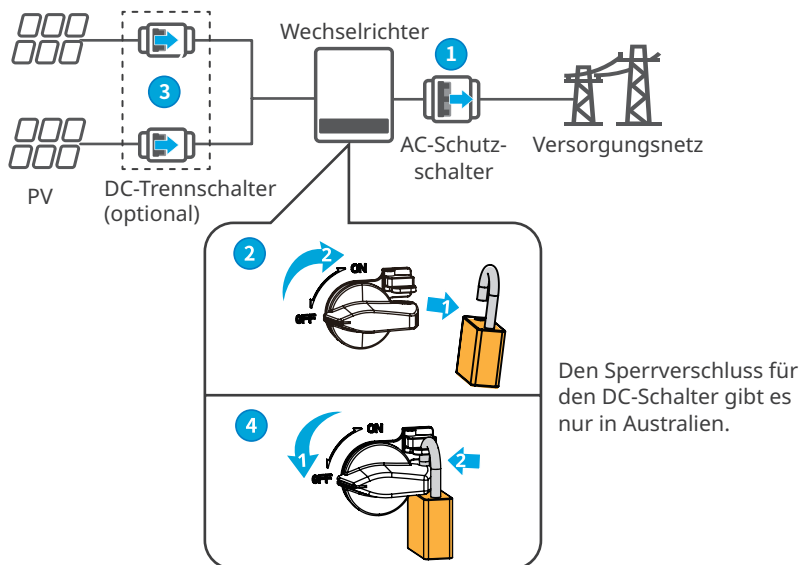 Wechselrichter
1
3
AC-Schutz-
schalter
Versorgungsnetz
PV
DC-Trennschalter
(optional)
2
2
ON
OFF
1
Den Sperrverschluss für
den DC-Schalter gibt es
nur in Australien.
4
1
ON
OFF
2